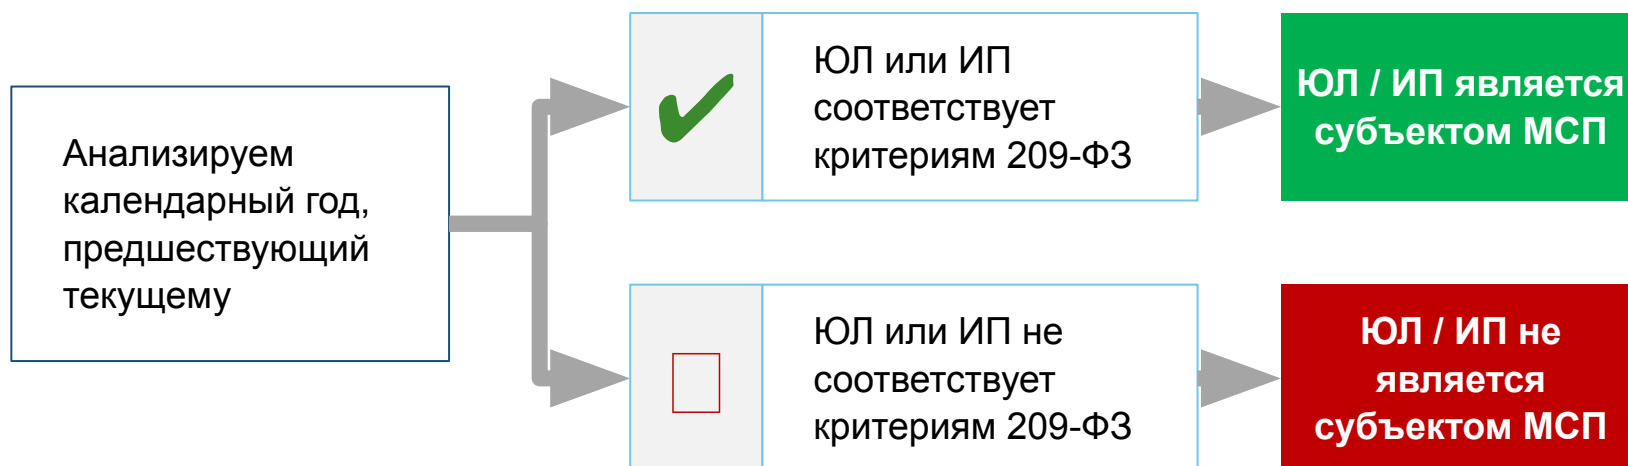 Анализируем
календарный год,
предшествующий
текущему
ЮЛ или ИП
соответствует
критериям 209-ФЗ
ЮЛ / ИП является
субъектом МСП
ЮЛ или ИП не
соответствует
критериям 209-ФЗ
ЮЛ / ИП не
является
субъектом МСП